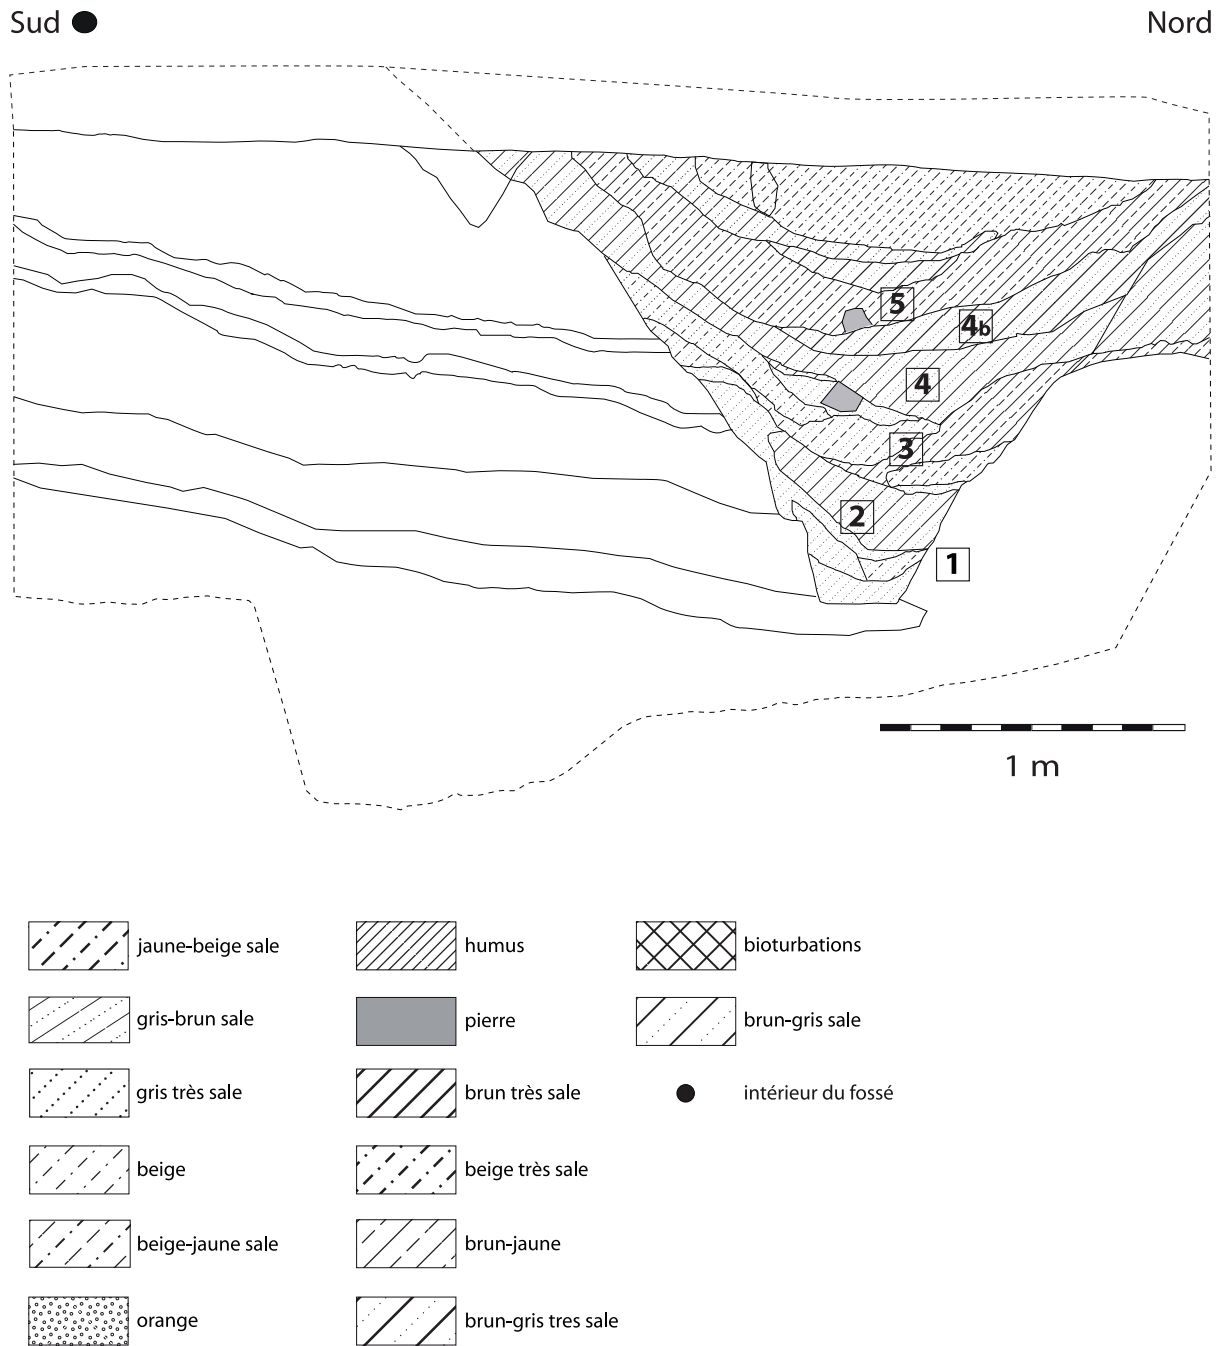 Sud
Nord
5
4b
4
3
2
1
1 m
jaune-beige sale
humus
bioturbations
gris-brun sale
pierre
brun-gris sale
gris très sale
brun très sale
intérieur du fossé
beige
beige très sale
beige-jaune sale
brun-jaune
orange
brun-gris tres sale